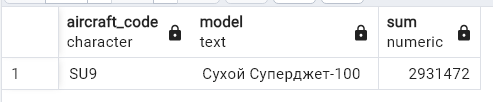 aircraft_code model sum
character text numeric
1 SU9 Сухой Суперджет-100 2931472